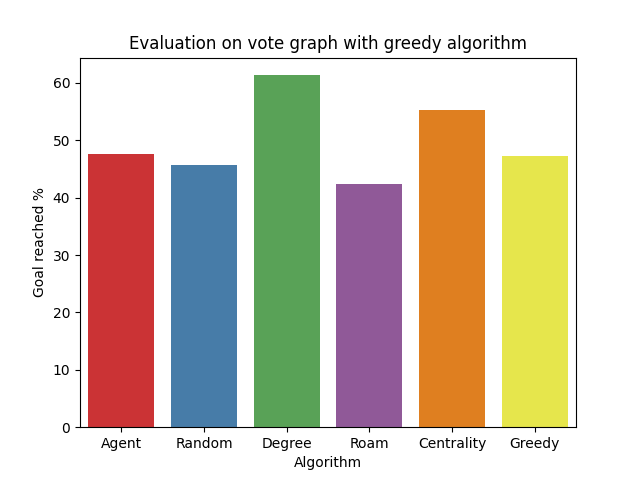 Evaluation on vote graph with greedy algorithm
Goal reached %
60
50
40
30
20
10
0
Agent Random Degree Roam Centrality Greedy
Algorithm